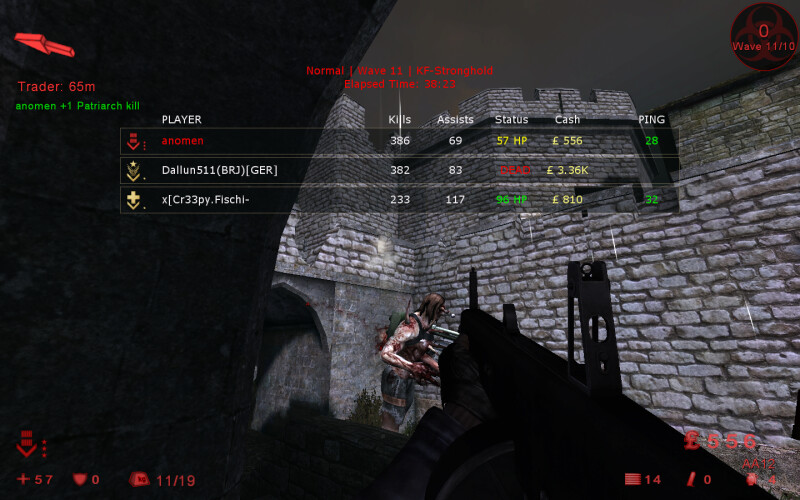 0
Wave 11/10
Normal | Wave 11 | KF-Stronghold
Elapsed Time: 38:23
Trader: 65m
anomen +1 Patriarch kill
PLAYER Kills Assists Status Cash PING
anomen 386 69 57 HP £ 556 28
Dallun511(BRJ)[GER] 382 83 DEAD £ 3.36K
x[Cr33py.Fischi- 233 117 96 HP £ 810 32
£ 556
AA12
57 0 11/19 14 0 4